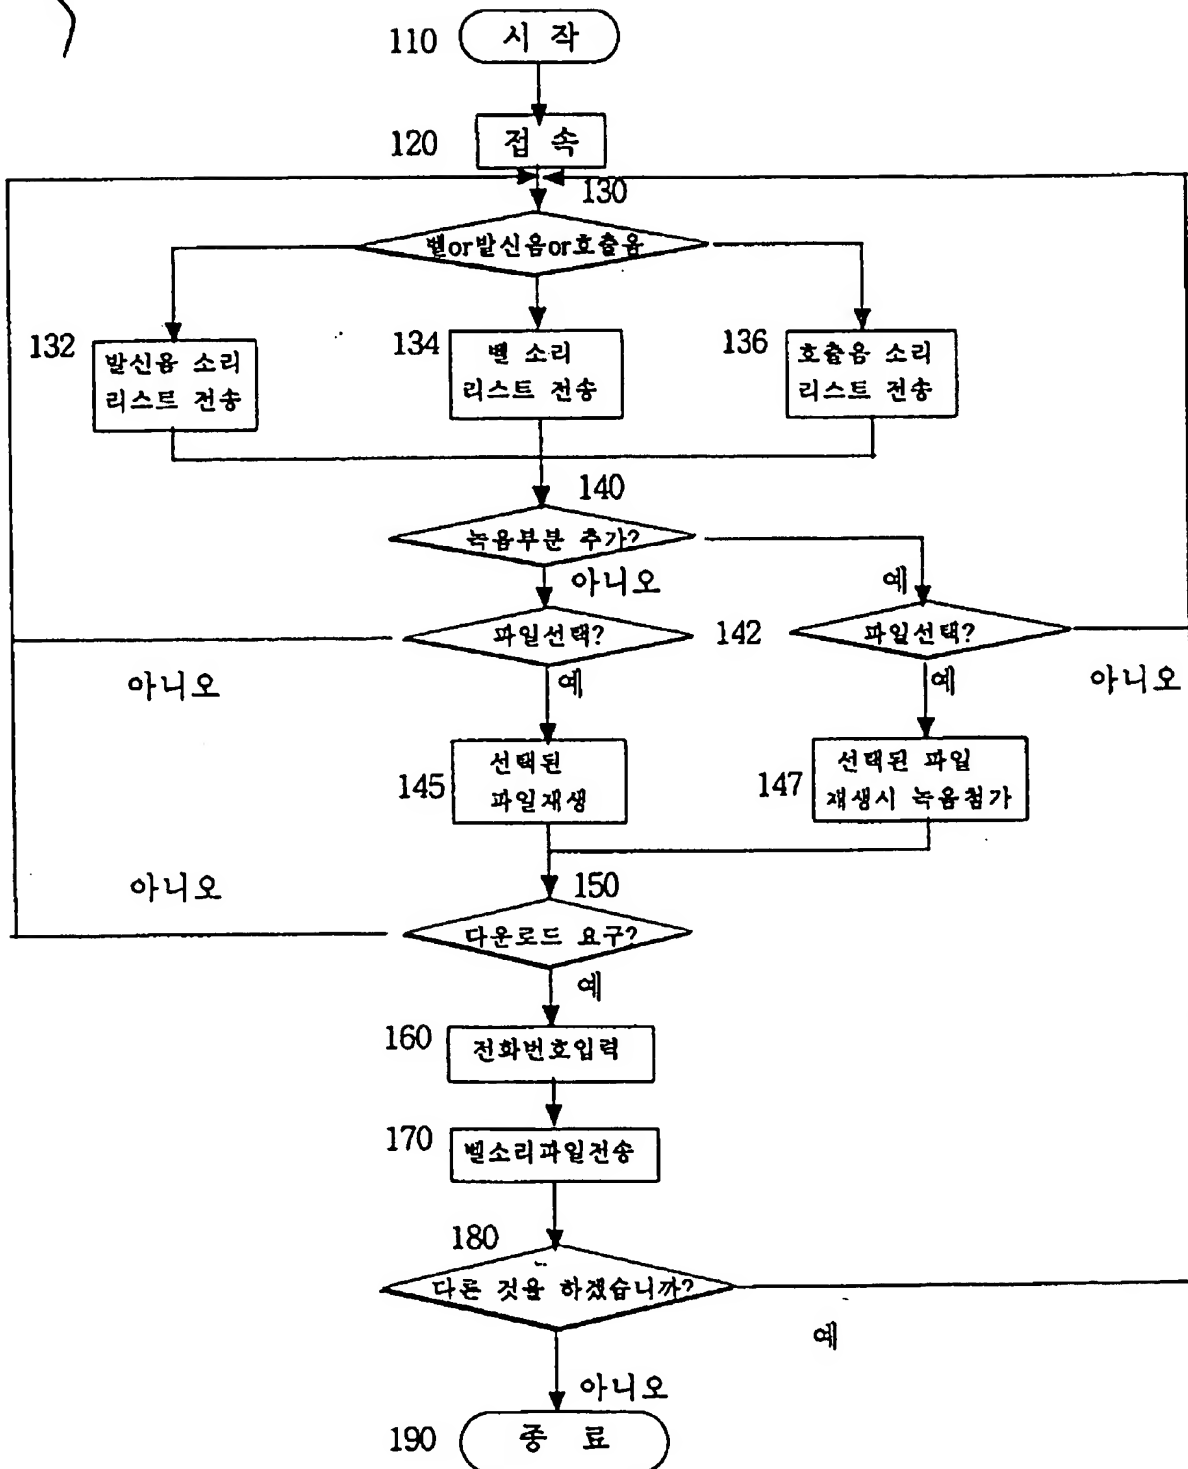 110 시 작
120 접 속
130
벨or발신음or호출음
132 발신음 소리
리스트 전송
134 벨 소리
리스트 전송
136 호출음 소리
리스트 전송
140
녹음부분 추가?
아니오
예
파일선택?
142 파일선택?
아니오
예
예
아니오
145 선택된
파일재생
147 선택된 파일
재생시 녹음첨가
아니오
150
다운로드 요구?
예
160 전화번호입력
170 벨소리파일전송
180
다른 것을 하겠습니까?
예
아니오
190 종 료